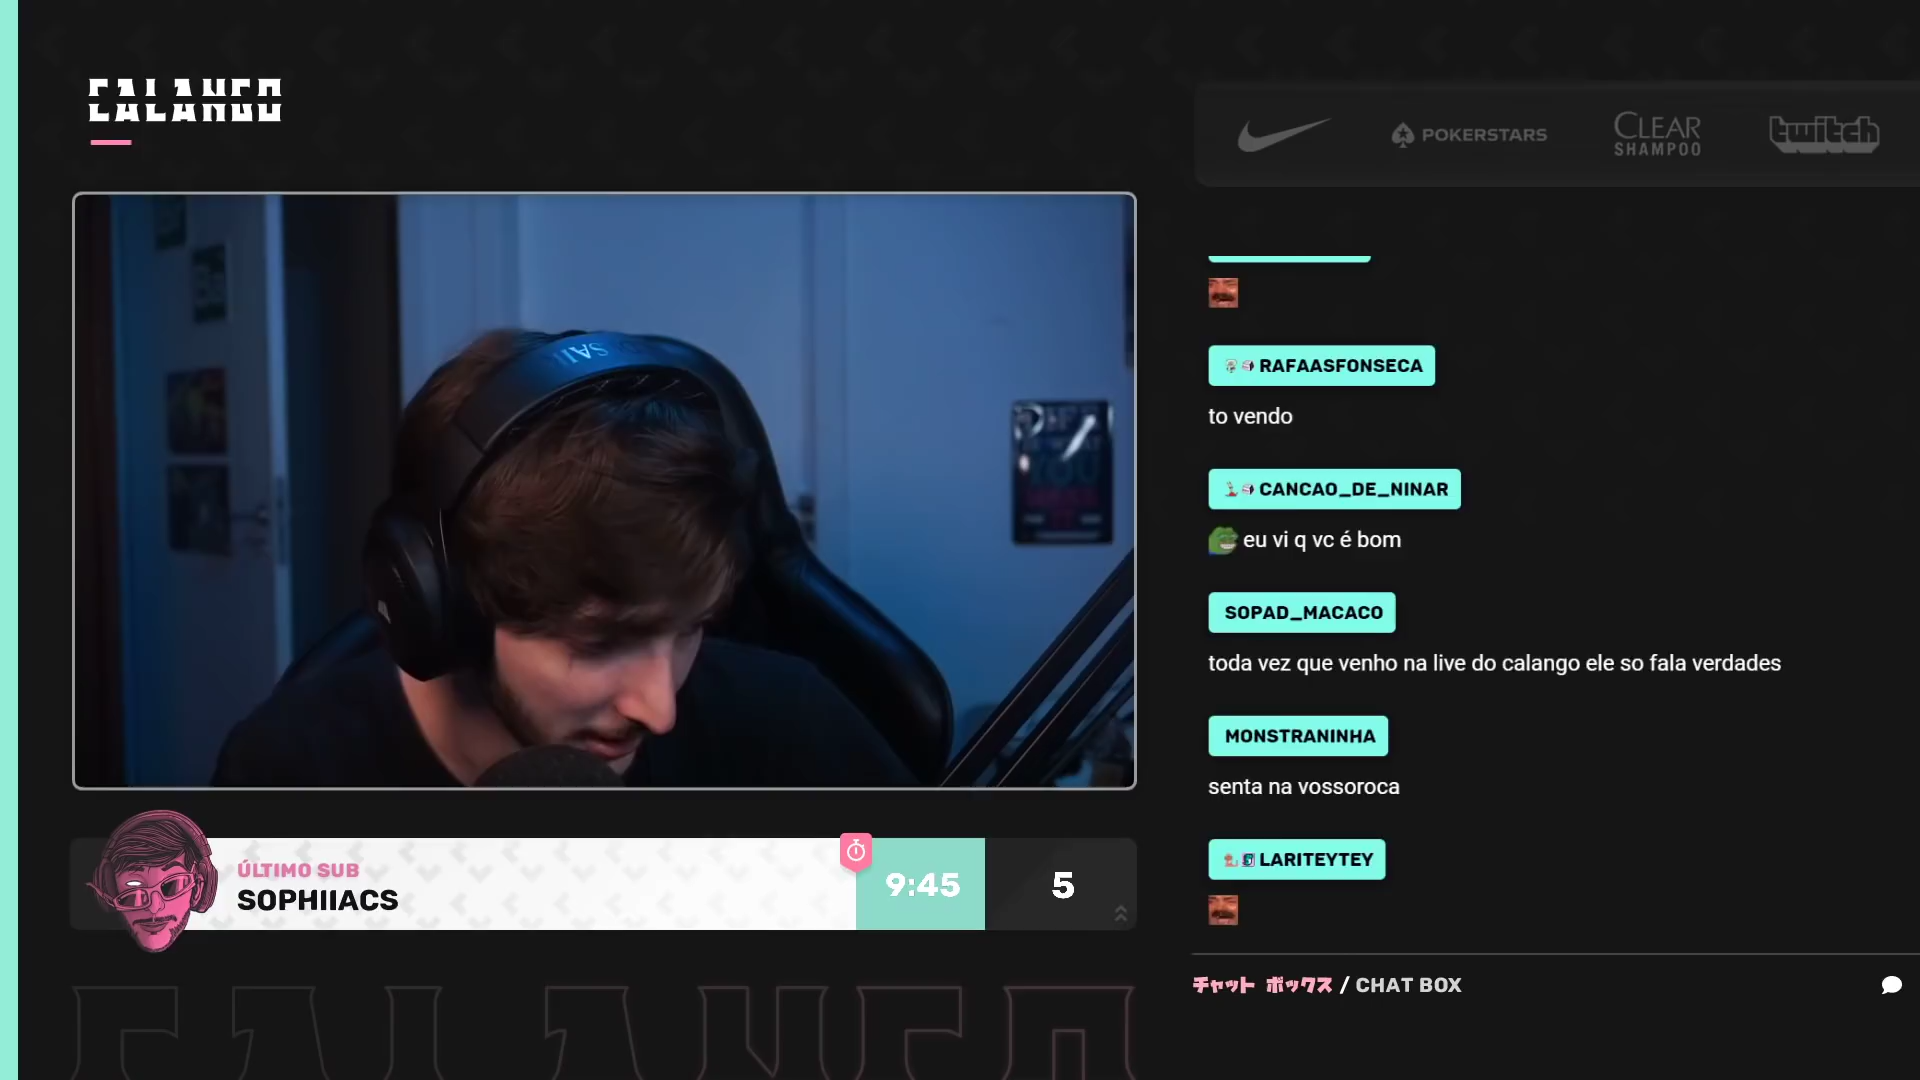 CALANGO
POKERSTARS
CLEAR
SHAMPOO
twitch
RAFAASFONSECA
to vendo
CANCAO_DE_NINAR
eu vi q vc é bom
SOPAD_MACACO
toda vez que venho na live do calango ele so fala verdades
MONSTRANINHA
senta na vossoroca
LARITEYTEY
ÚLTIMO SUB
SOPHIIACS
9:45
5
チャット ボックス / CHAT BOX
CALANGO